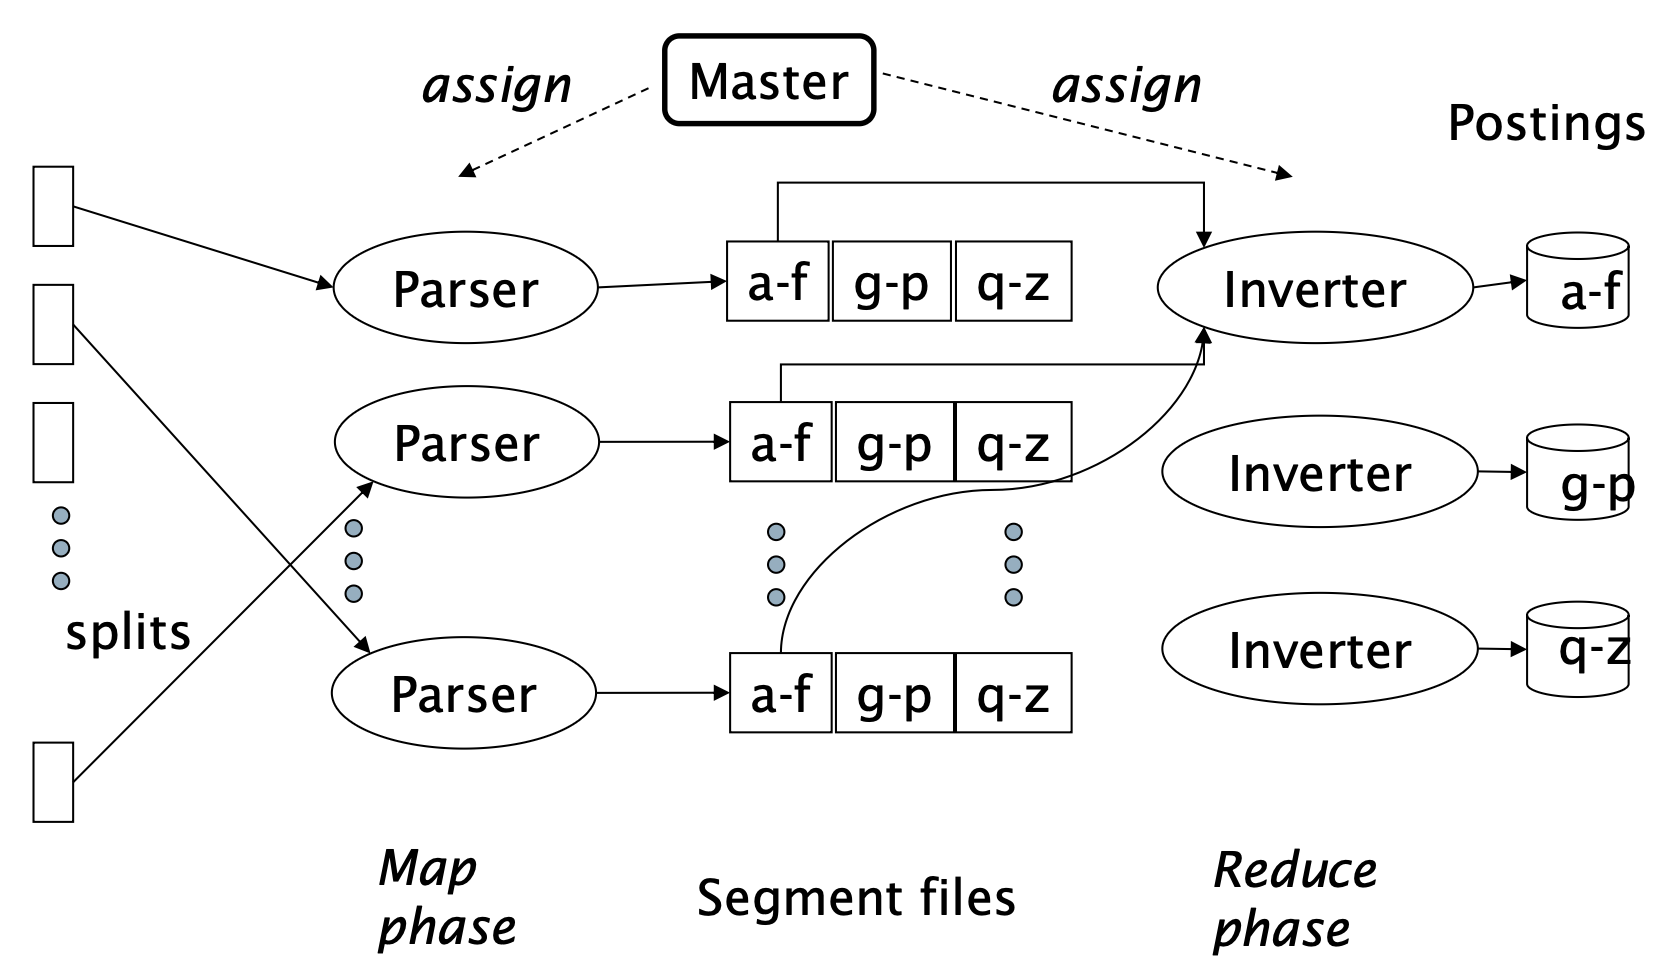 assign
Master
assign
Postings
Parser
a-f g-p q-z
Inverter
a-f
Parser
a-f g-p q-z
Inverter
g-p
splits
Parser
a-f g-p q-z
Inverter
q-z
Map
phase
Segment files
Reduce
phase